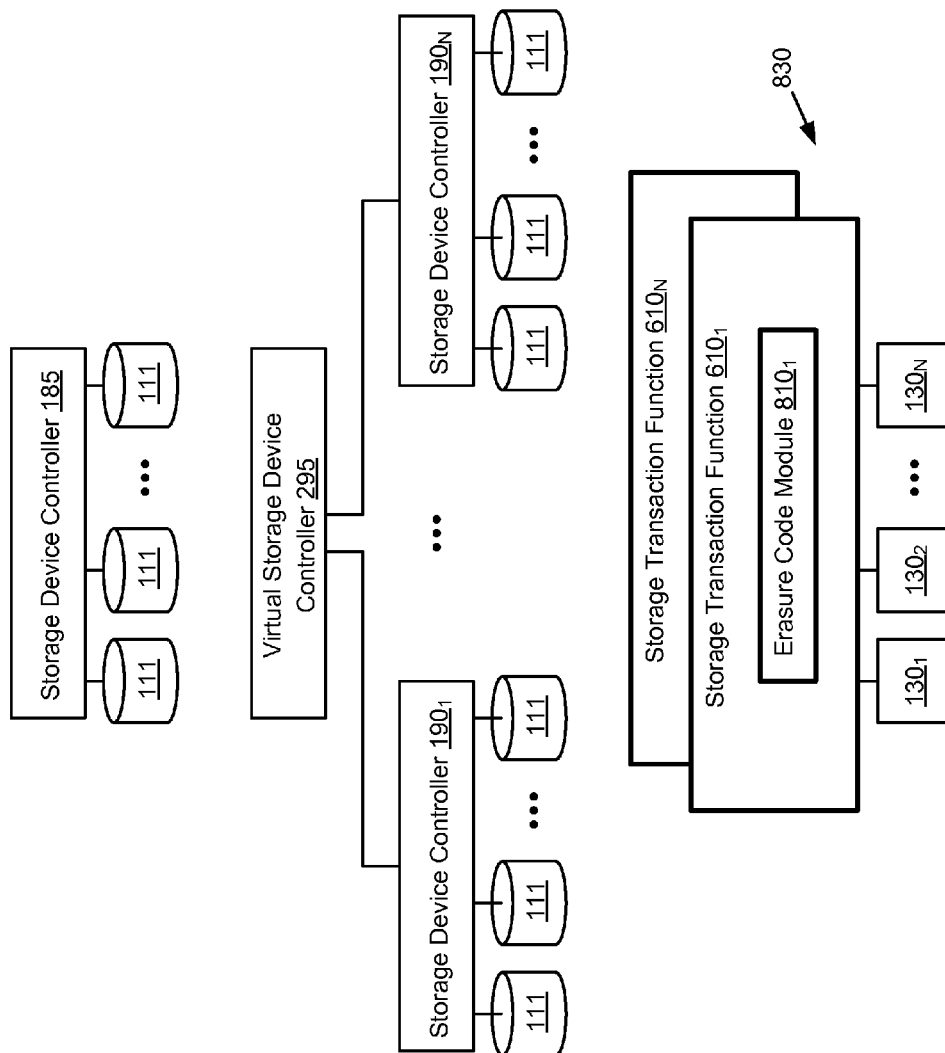 Storage Device Controller 185
111
111
•••
111
Virtual Storage Device
Controller 295
•••
Storage Device Controller 190₁
111
111
•••
111
Storage Device Controller 190N
111
111
•••
111
Storage Transaction Function 610N
Storage Transaction Function 610₁
Erasure Code Module 810₁
830
130₁
130₂
•••
130N